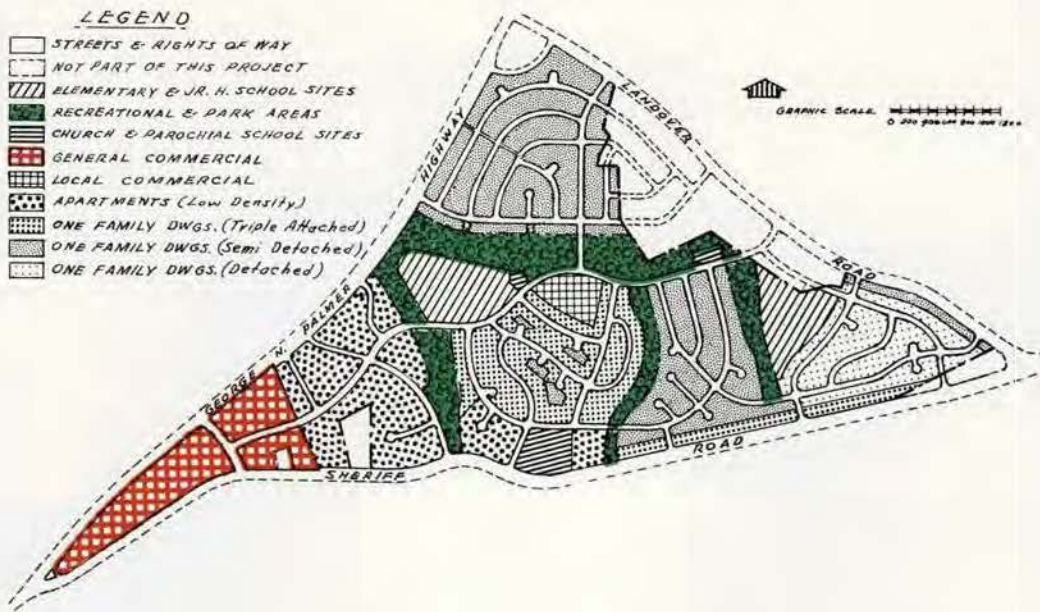 LEGEND
STREETS & RIGHTS OF WAY
NOT PART OF THIS PROJECT
ELEMENTARY & JR. H. SCHOOL SITES
RECREATIONAL & PARK AREAS
CHURCH & PAROCHIAL SCHOOL SITES
GENERAL COMMERCIAL
LOCAL COMMERCIAL
APARTMENTS (Low Density)
ONE FAMILY DWGS. (Triple Attached)
ONE FAMILY DWGS. (Semi Detached)
ONE FAMILY DWGS. (Detached)
GEORGE N. PALMER HIGHWAY
LANDOVER ROAD
SHERIFF ROAD
GRAPHIC SCALE
0 200